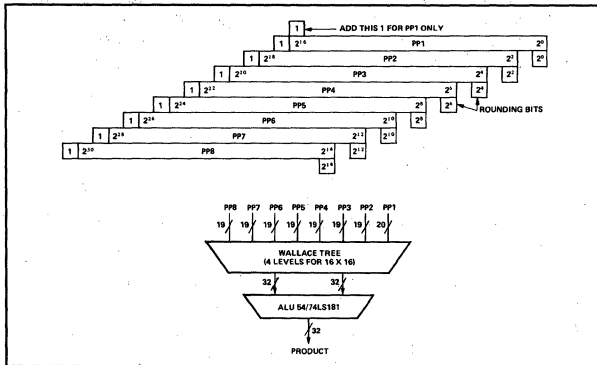 1 ADD THIS 1 FOR PP1 ONLY
1 2¹⁶ PP1 2⁰
1 2¹⁸ PP2 2² 2⁰
1 2²⁰ PP3 2⁴ 2²
1 2²² PP4 2⁶ 2⁴
1 2²⁴ PP5 2⁸ 2⁶ ROUNDING BITS
1 2²⁶ PP6 2¹⁰ 2⁸
1 2²⁸ PP7 2¹² 2¹⁰
1 2³⁰ PP8 2¹⁴ 2¹²
2¹⁴
PP8 PP7 PP6 PP5 PP4 PP3 PP2 PP1
19 19 19 19 19 19 19 20
WALLACE TREE
(4 LEVELS FOR 16 X 16)
32 32
ALU 54/74LS181
32
PRODUCT